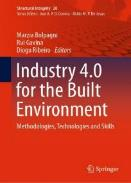 Structural Integrity 20
Marzia Bolpagni
Rui Gavina
Diogo Ribeiro Editors
Industry 4.0
for the Built
Environment
Methodologies, Technologies and Skills
Springer